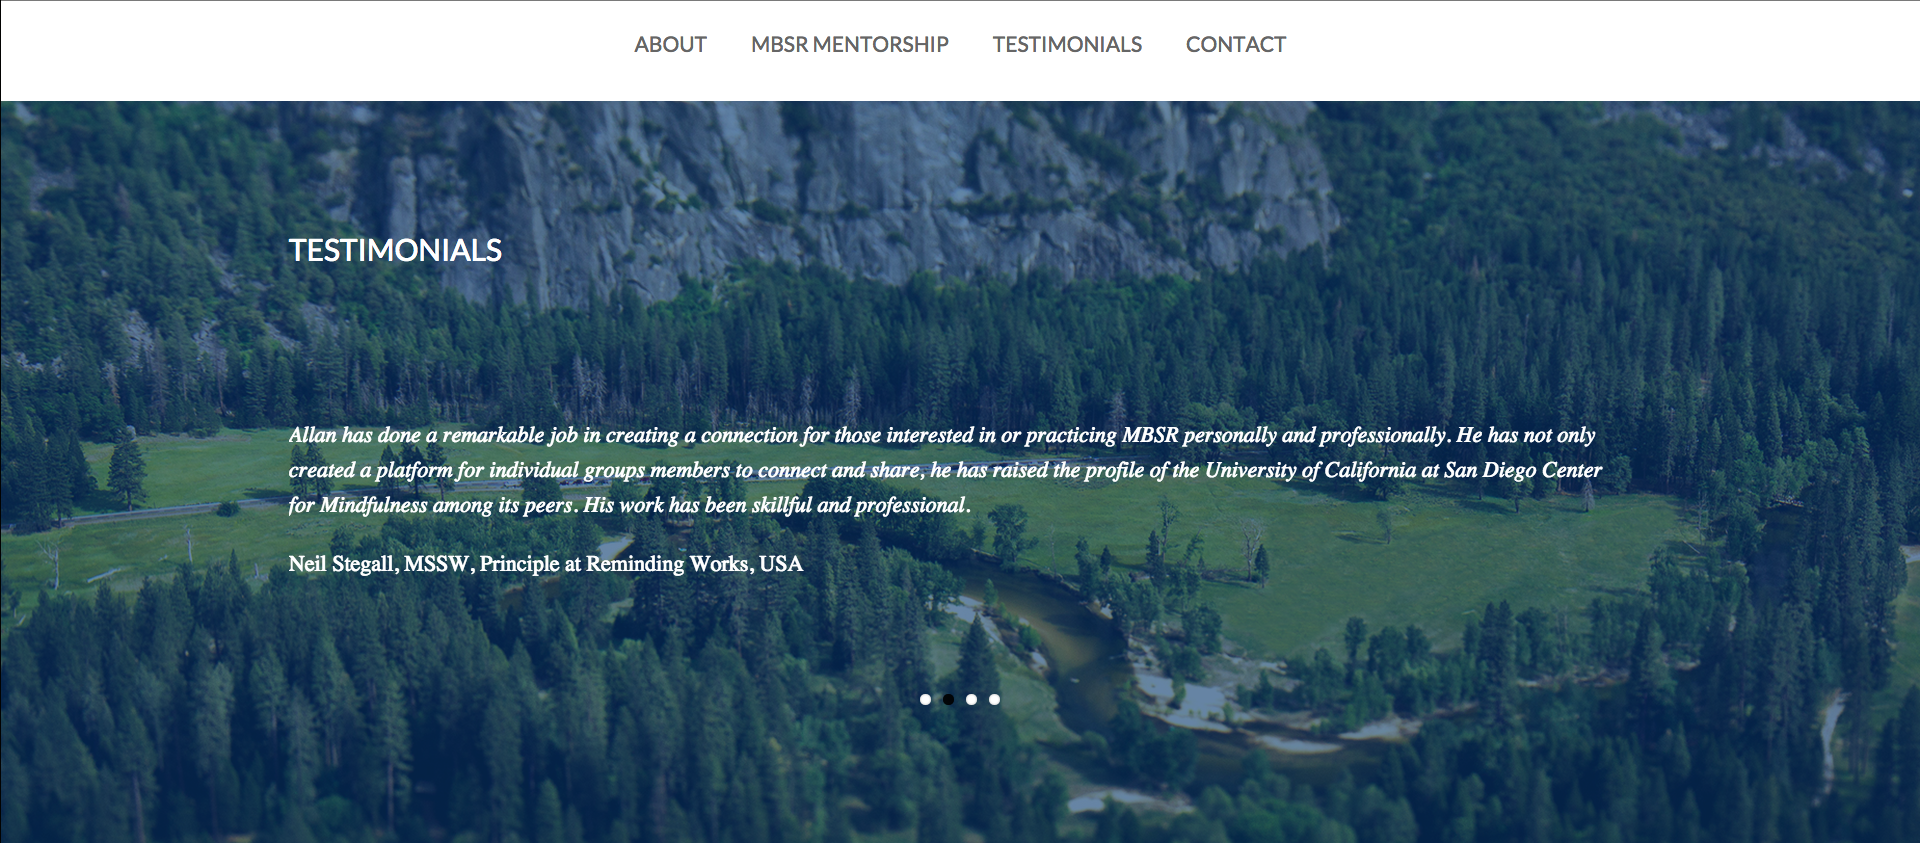 ABOUT MBSR MENTORSHIP TESTIMONIALS CONTACT
TESTIMONIALS
Allan has done a remarkable job in creating a connection for those interested in or practicing MBSR personally and professionally. He has not only
created a platform for individual groups members to connect and share, he has raised the profile of the University of California at San Diego Center
for Mindfulness among its peers. His work has been skillful and professional.
Neil Stegall, MSSW, Principle at Reminding Works, USA